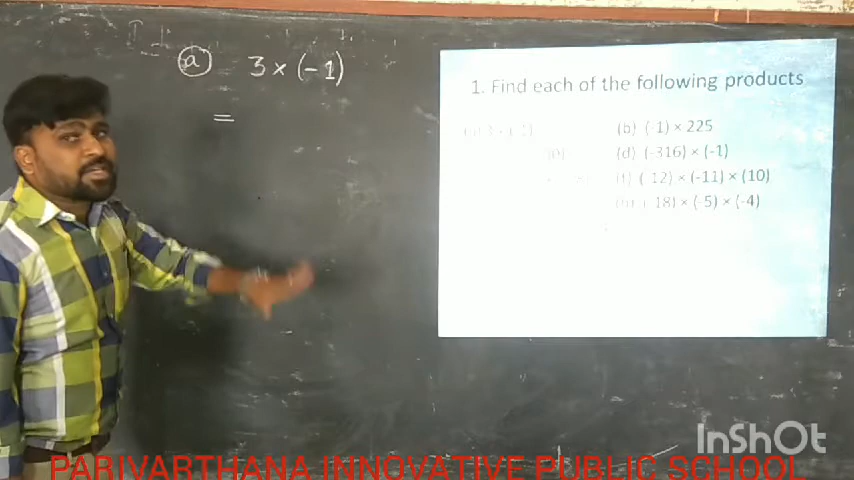 (a) 3 × (-1)
=
1. Find each of the following products
(b) (-1) × 225
(d) (-316) × (-1)
(f) (-12) × (-11) × (10)
(h) (-18) × (-5) × (-4)
InShOt
PARIVARTHANA INNOVATIVE PUBLIC SCHOOL